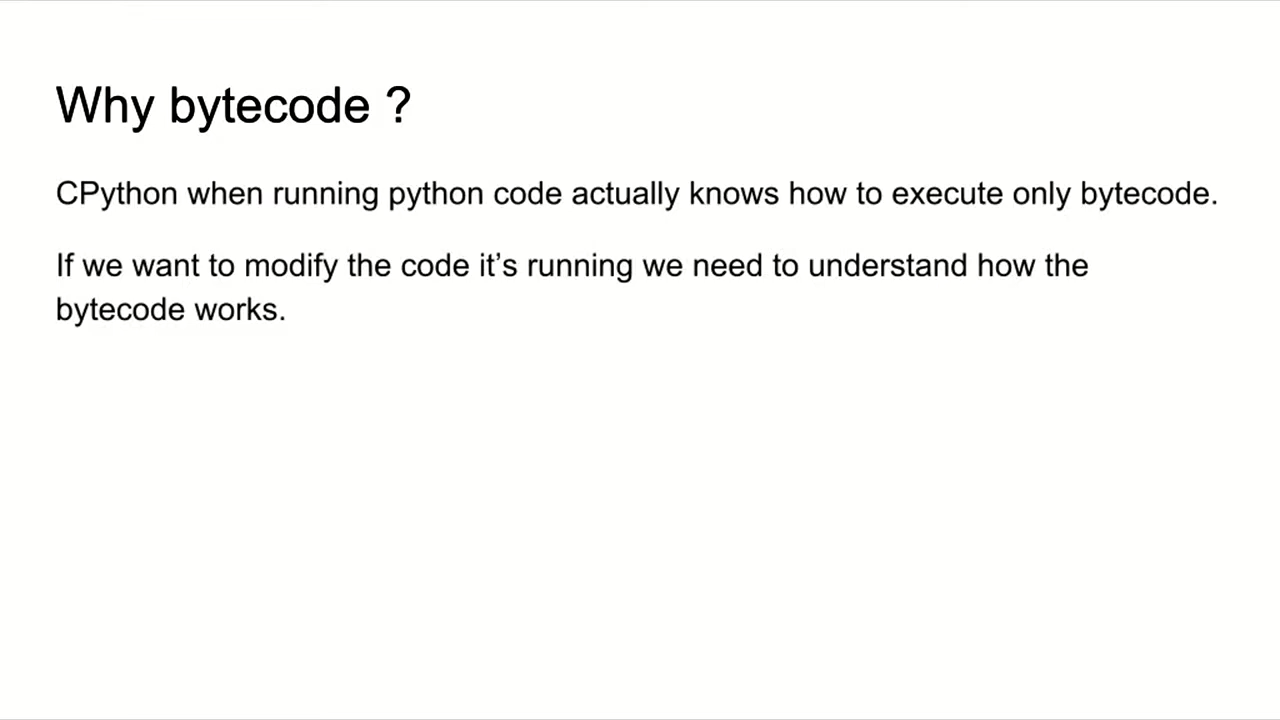 Why bytecode ?
CPython when running python code actually knows how to execute only bytecode.
If we want to modify the code it’s running we need to understand how the
bytecode works.